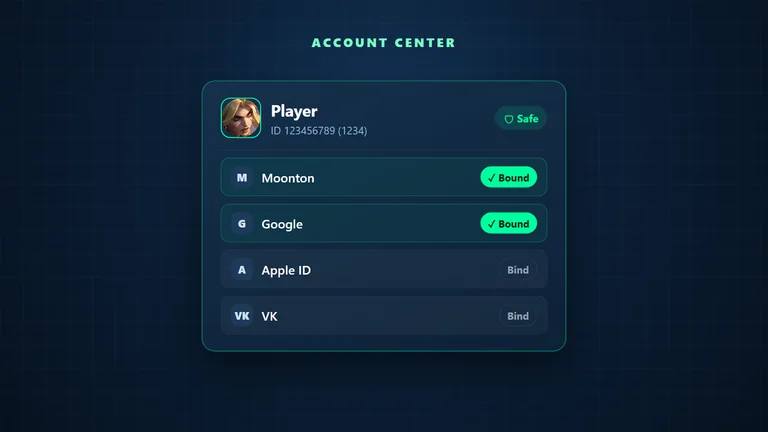 ACCOUNT CENTER
Player
ID 123456789 (1234)
Safe
M Moonton ✓ Bound
G Google ✓ Bound
A Apple ID Bind
VK VK Bind